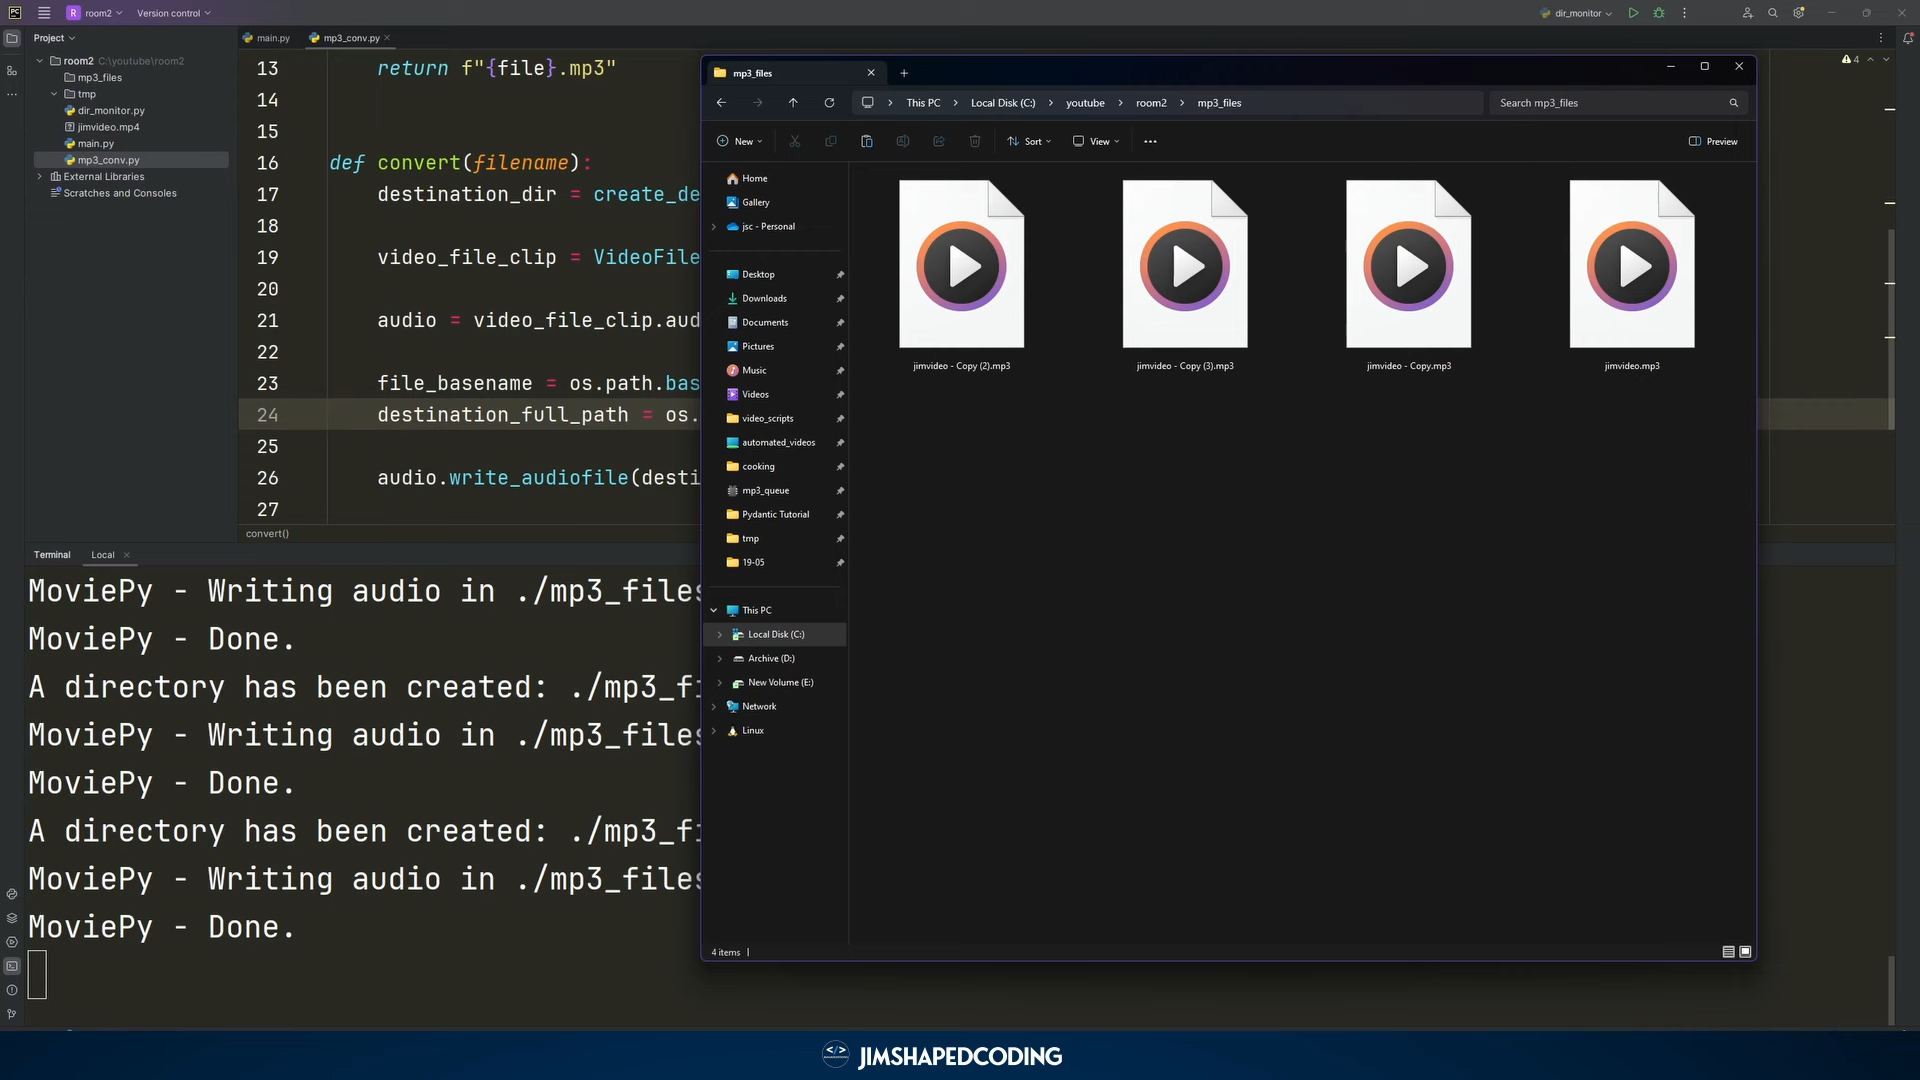 PC
R room2
Version control
dir_monitor
Project
room2 C:\youtube\room2
mp3_files
tmp
dir_monitor.py
jimvideo.mp4
main.py
mp3_conv.py
External Libraries
Scratches and Consoles
main.py
mp3_conv.py
4
13 return f"{file}.mp3"
14
15
16 def convert(filename):
17 destination_dir = create_de
18
19 video_file_clip = VideoFile
20
21 audio = video_file_clip.aud
22
23 file_basename = os.path.bas
24 destination_full_path = os.
25
26 audio.write_audiofile(desti
27
convert()
Terminal Local
MoviePy - Writing audio in ./mp3_files
MoviePy - Done.
A directory has been created: ./mp3_fi
MoviePy - Writing audio in ./mp3_files
MoviePy - Done.
A directory has been created: ./mp3_fi
MoviePy - Writing audio in ./mp3_files
MoviePy - Done.
mp3_files
This PC > Local Disk (C:) > youtube > room2 > mp3_files
Search mp3_files
New
Sort
View
Preview
Home
Gallery
jsc - Personal
Desktop
Downloads
Documents
Pictures
Music
Videos
video_scripts
automated_videos
cooking
mp3_queue
Pydantic Tutorial
tmp
19-05
This PC
Local Disk (C:)
Archive (D:)
New Volume (E:)
Network
Linux
jimvideo - Copy (2).mp3
jimvideo - Copy (3).mp3
jimvideo - Copy.mp3
jimvideo.mp3
4 items
</> JIMSHAPEDCODING